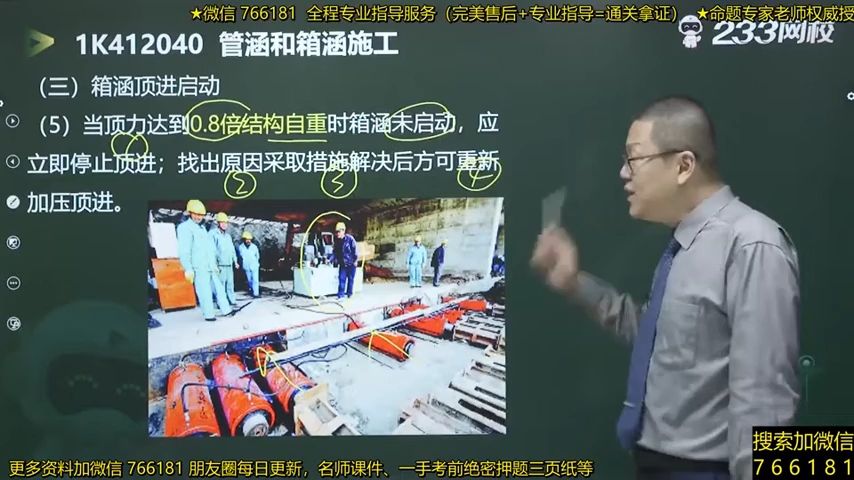 ★微信 766181 全程专业指导服务（完美售后+专业指导=通关拿证） ★命题专家老师权威授
1K412040 管涵和箱涵施工
233网校
（三）箱涵顶进启动
（5）当顶力达到0.8倍结构自重时箱涵未启动，应
立即停止顶进；找出原因采取措施解决后方可重新
加压顶进。
① ② ③ ④
搜索加微信
766181
更多资料加微信 766181 朋友圈每日更新，名师课件、一手考前绝密押题三页纸等